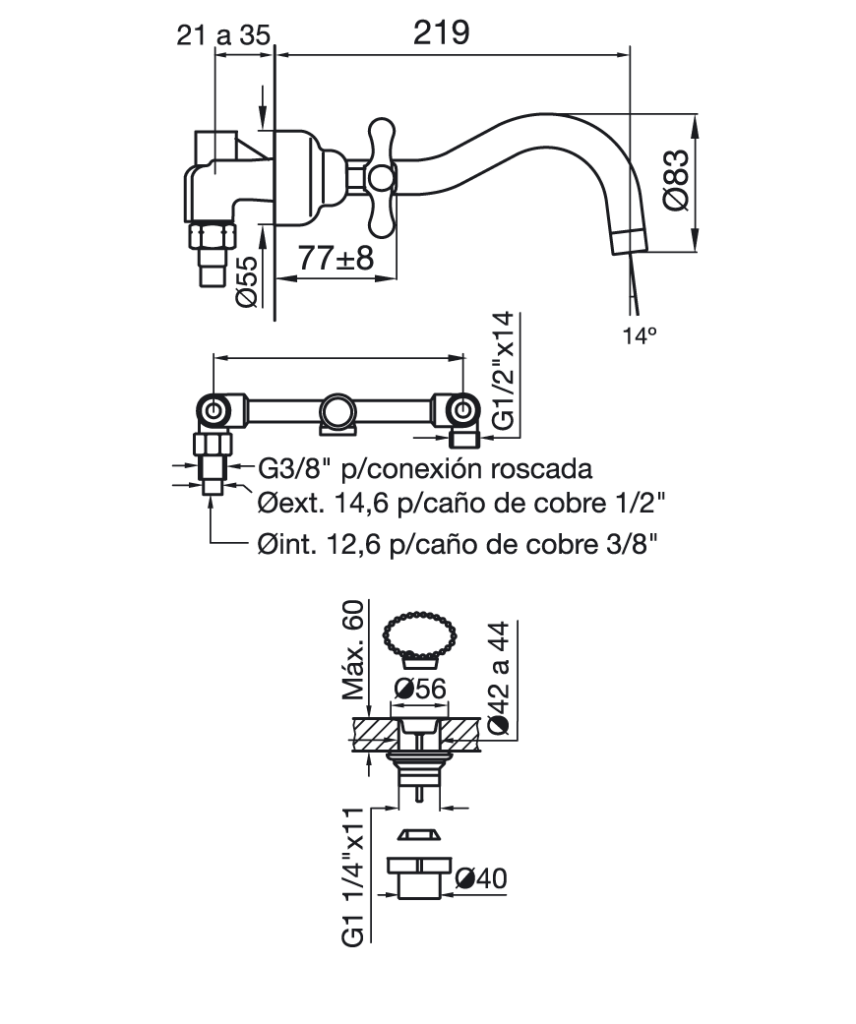 21 a 35
219
Ø83
77±8
Ø55
14º
G1/2"x14
G3/8" p/conexión roscada
Øext. 14,6 p/caño de cobre 1/2"
Øint. 12,6 p/caño de cobre 3/8"
Máx. 60
Ø56
Ø42 a 44
G1 1/4"x11
Ø40